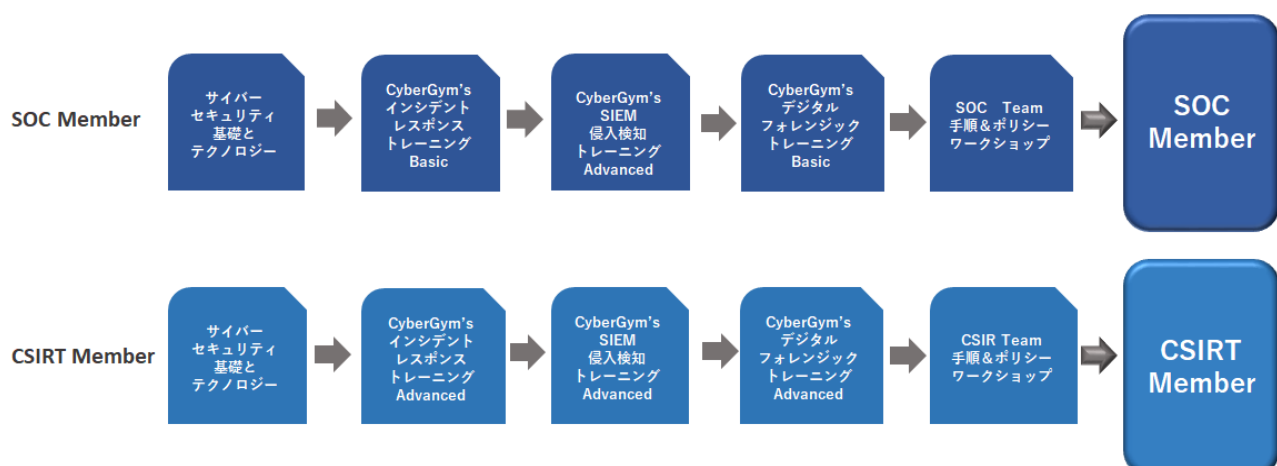 SOC Member
サイバー
セキュリティ
基礎と
テクノロジー
CyberGym's
インシデント
レスポンス
トレーニング
Basic
CyberGym's
SIEM
侵入検知
トレーニング
Advanced
CyberGym's
デジタル
フォレンジック
トレーニング
Basic
SOC　Team
手順＆ポリシー
ワークショップ
SOC
Member
CSIRT Member
サイバー
セキュリティ
基礎と
テクノロジー
CyberGym's
インシデント
レスポンス
トレーニング
Advanced
CyberGym's
SIEM
侵入検知
トレーニング
Advanced
CyberGym's
デジタル
フォレンジック
トレーニング
Advanced
CSIR Team
手順＆ポリシー
ワークショップ
CSIRT
Member